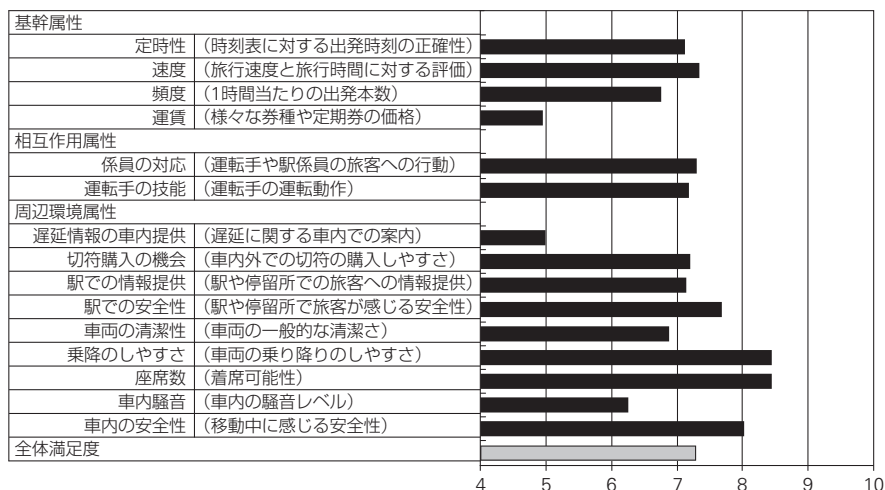 基幹属性
定時性 （時刻表に対する出発時刻の正確性）
速度 （旅行速度と旅行時間に対する評価）
頻度 （1時間当たりの出発本数）
運賃 （様々な券種や定期券の価格）
相互作用属性
係員の対応 （運転手や駅係員の旅客への行動）
運転手の技能 （運転手の運転動作）
周辺環境属性
遅延情報の車内提供 （遅延に関する車内での案内）
切符購入の機会 （車内外での切符の購入しやすさ）
駅での情報提供 （駅や停留所での旅客への情報提供）
駅での安全性 （駅や停留所で旅客が感じる安全性）
車両の清潔性 （車両の一般的な清潔さ）
乗降のしやすさ （車両の乗り降りのしやすさ）
座席数 （着席可能性）
車内騒音 （車内の騒音レベル）
車内の安全性 （移動中に感じる安全性）
全体満足度
4 5 6 7 8 9 10